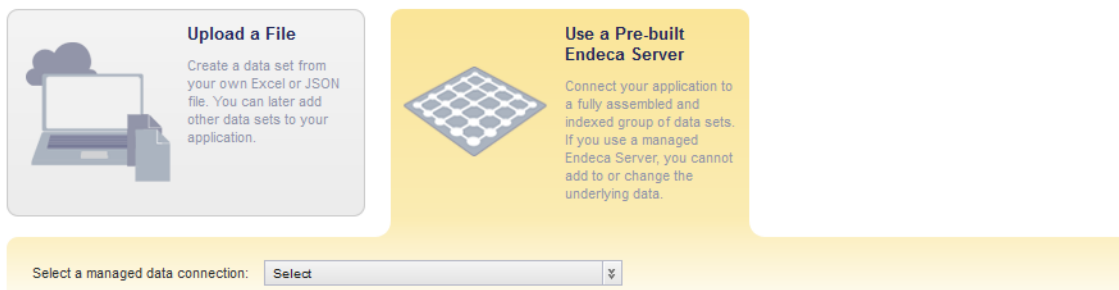 Upload a File
Create a data set from
your own Excel or JSON
file. You can later add
other data sets to your
application.
Use a Pre-built
Endeca Server
Connect your application to
a fully assembled and
indexed group of data sets.
If you use a managed
Endeca Server, you cannot
add to or change the
underlying data.
Select a managed data connection: Select